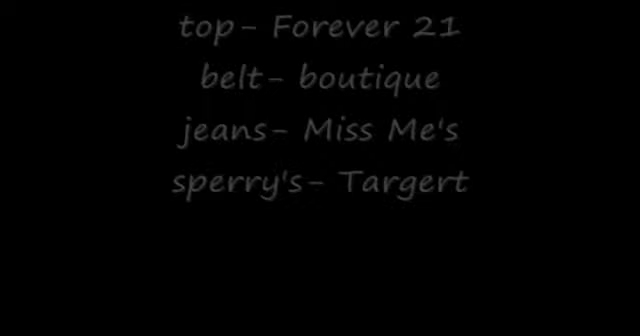 top- Forever 21
belt- boutique
jeans- Miss Me's
sperry's- Targert